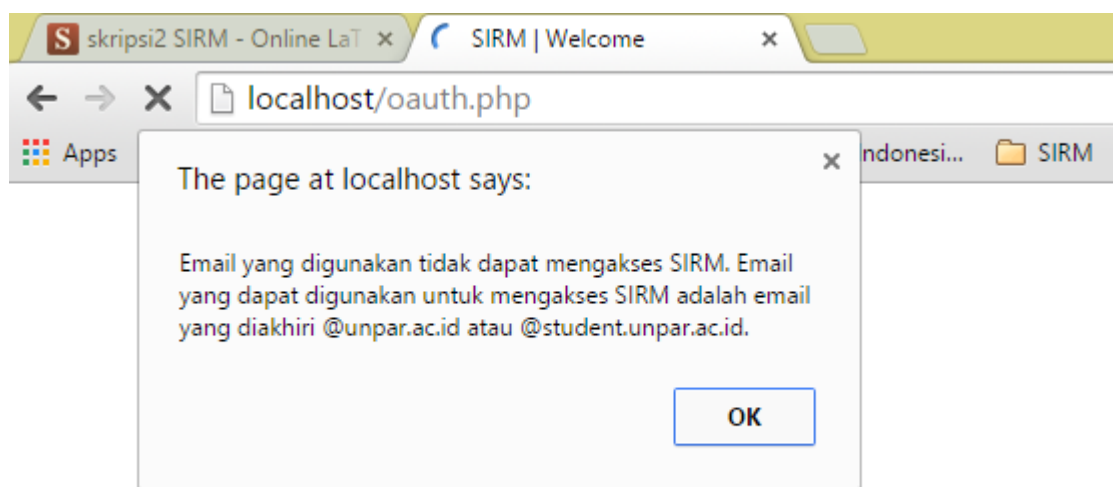 S skripsi2 SIRM - Online LaT
SIRM | Welcome
localhost/oauth.php
Apps
ndonesi...
SIRM
The page at localhost says:
Email yang digunakan tidak dapat mengakses SIRM. Email
yang dapat digunakan untuk mengakses SIRM adalah email
yang diakhiri @unpar.ac.id atau @student.unpar.ac.id.
OK